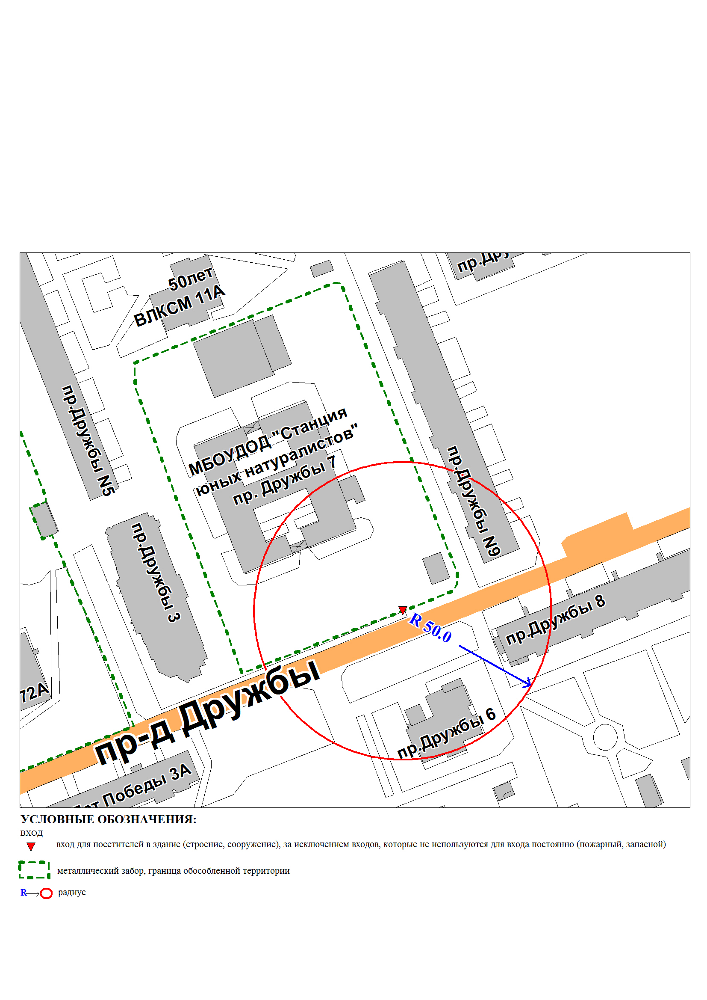 пр.Дру
50лет
ВЛКСМ 11А
пр.Дружбы N5
МБОУДОД "Станция
юных натуралистов"
пр. Дружбы 7
пр.Дружбы N9
пр.Дружбы 3
R 50.0
пр.Дружбы 8
72А
пр-д Дружбы
пр.Дружбы 6
лет Победы 3А
УСЛОВНЫЕ ОБОЗНАЧЕНИЯ:
ВХОД
вход для посетителей в здание (строение, сооружение), за исключением входов, которые не используются для входа постоянно (пожарный, запасной)
металлический забор, граница обособленной территории
R
радиус